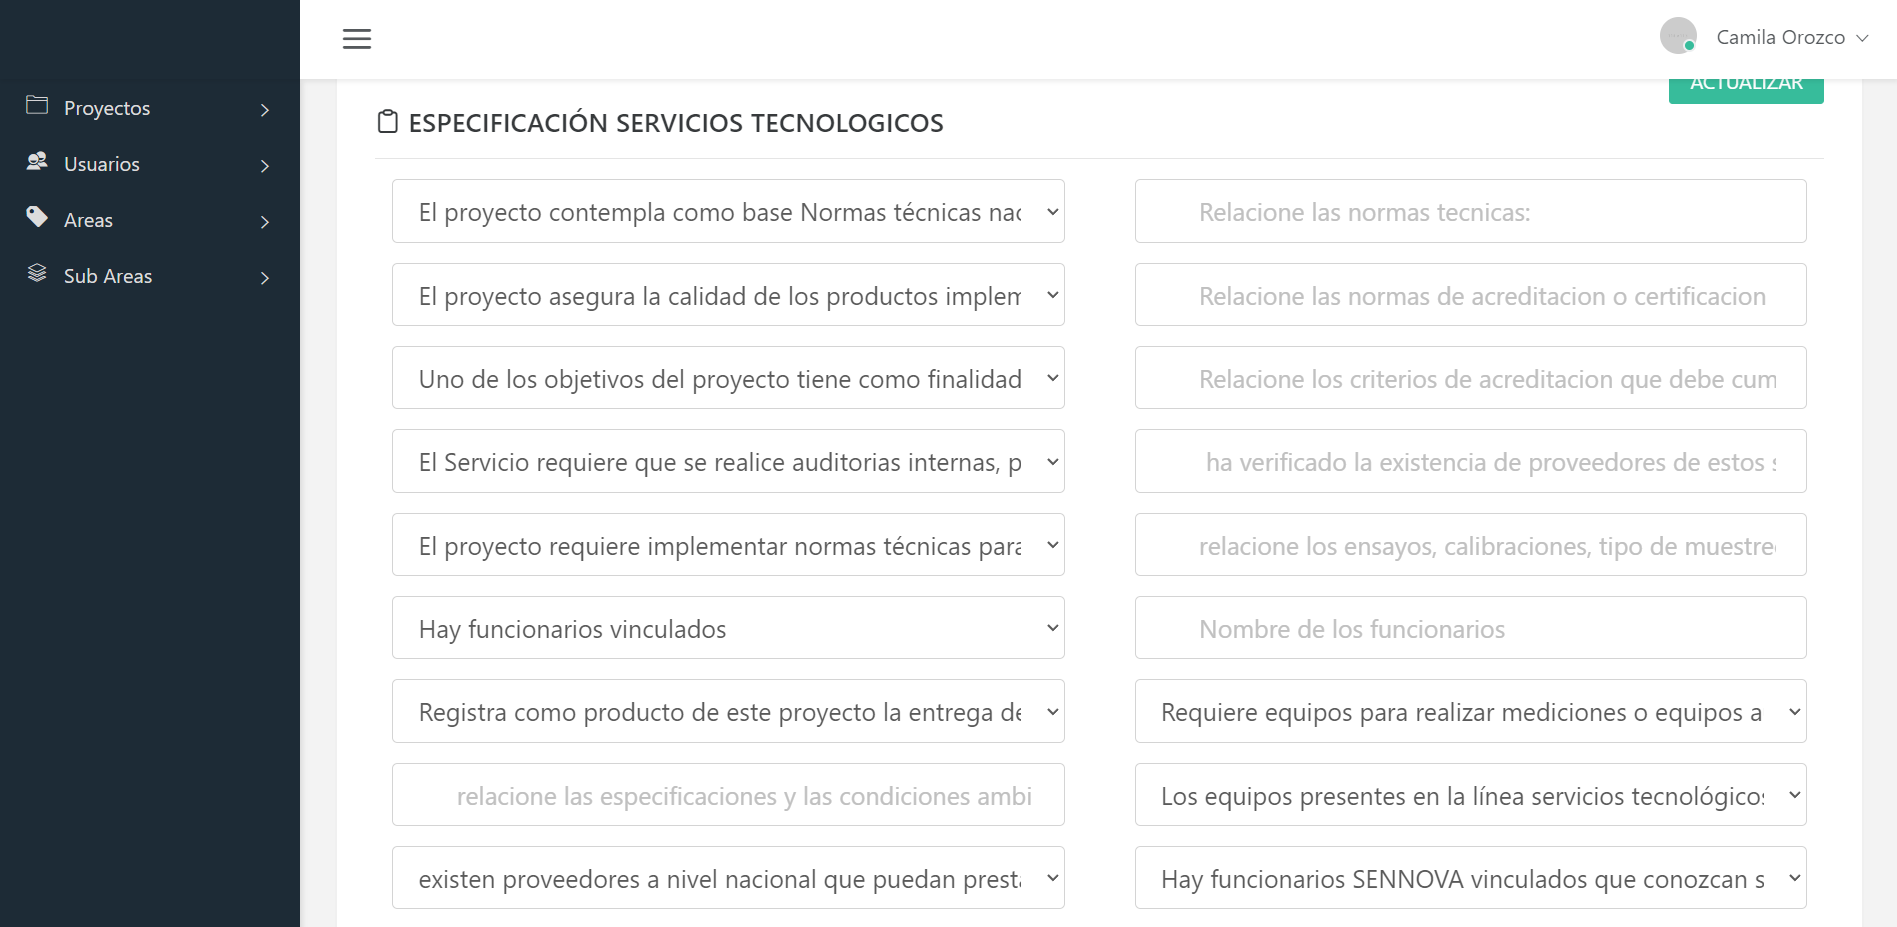 Camila Orozco
Proyectos
Usuarios
Areas
Sub Areas
ACTUALIZAR
ESPECIFICACIÓN SERVICIOS TECNOLOGICOS
El proyecto contempla como base Normas técnicas
Relacione las normas tecnicas:
El proyecto asegura la calidad de los productos implem
Relacione las normas de acreditacion o certificacion
Uno de los objetivos del proyecto tiene como finalidad
Relacione los criterios de acreditacion que debe cum
El Servicio requiere que se realice auditorias internas, p
ha verificado la existencia de proveedores de estos s
El proyecto requiere implementar normas técnicas para
relacione los ensayos, calibraciones, tipo de muestre
Hay funcionarios vinculados
Nombre de los funcionarios
Registra como producto de este proyecto la entrega de
Requiere equipos para realizar mediciones o equipos a
relacione las especificaciones y las condiciones ambi
Los equipos presentes en la línea servicios tecnológicos
existen proveedores a nivel nacional que puedan prest
Hay funcionarios SENNOVA vinculados que conozcan s